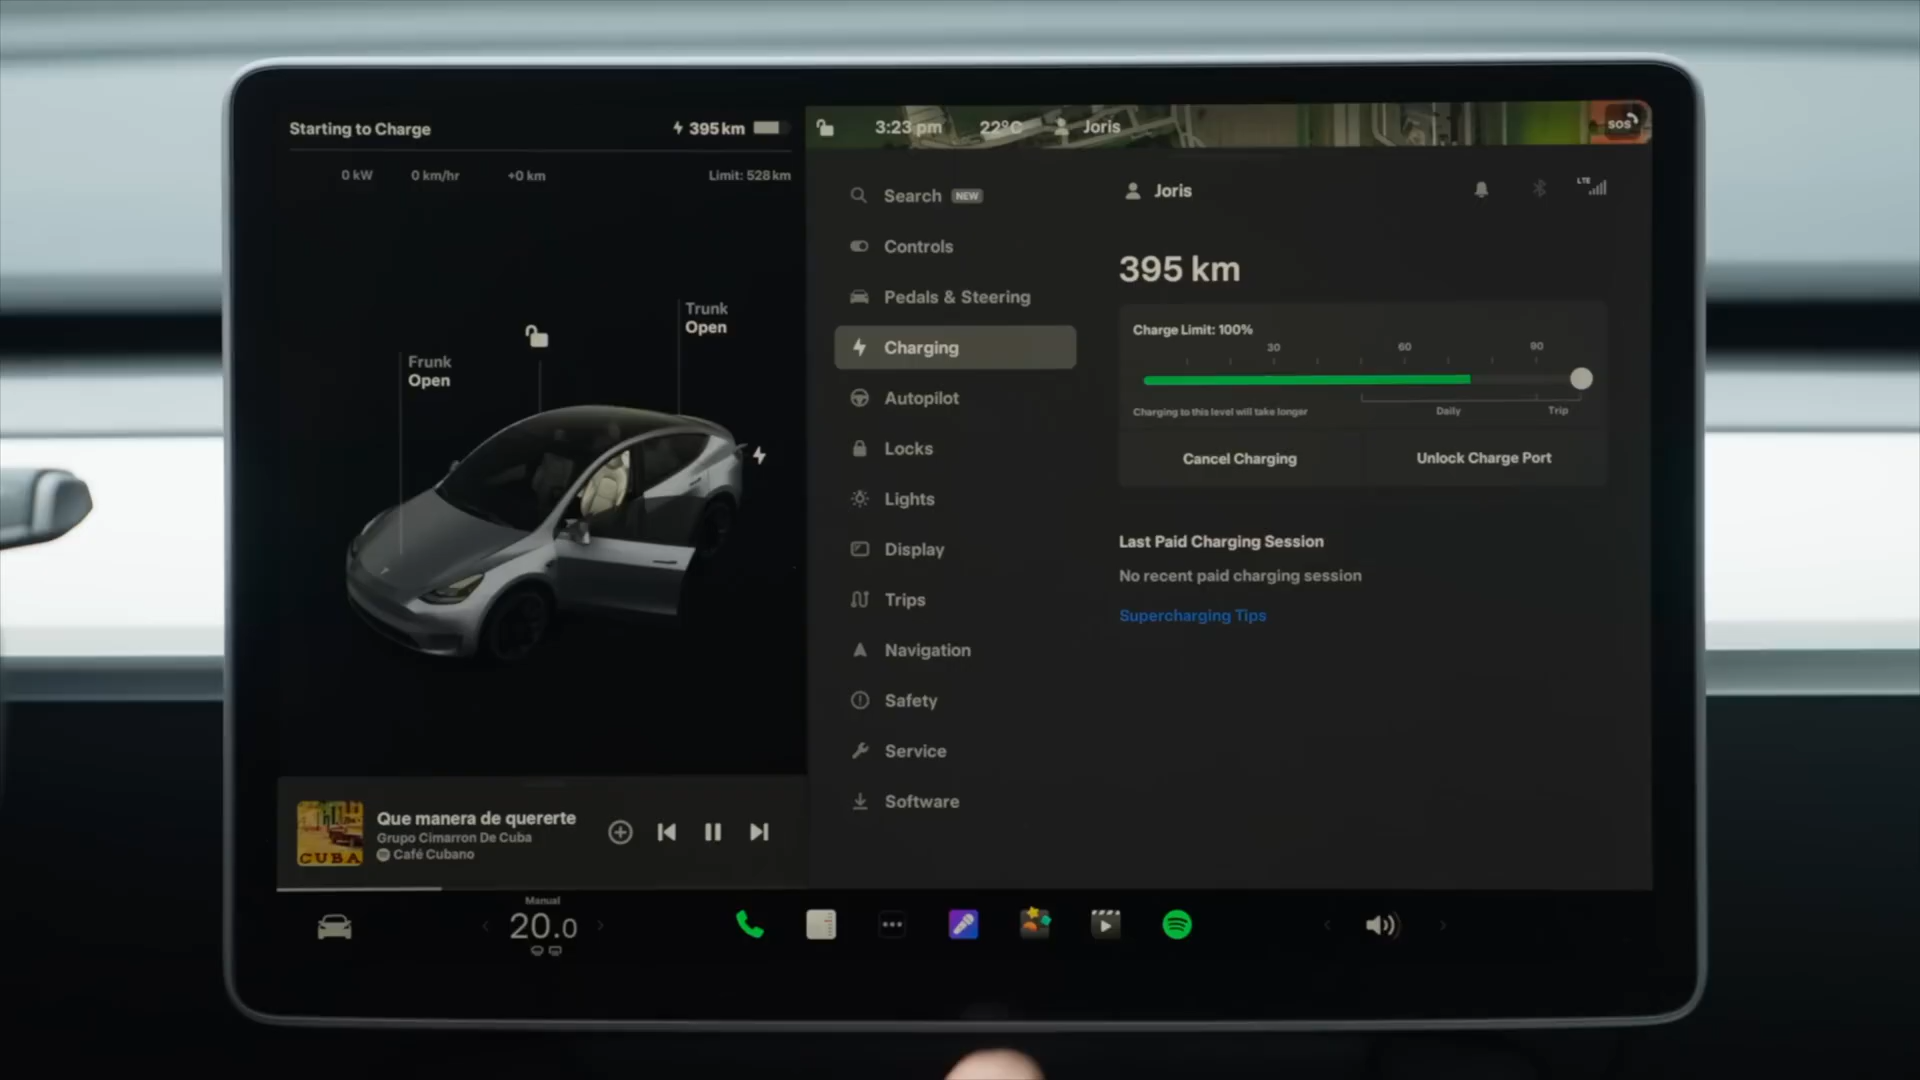 Starting to Charge
395 km
0 kW
0 km/hr
+0 km
Limit: 528 km
Trunk
Open
Frunk
Open
Que manera de quererte
Grupo Cimarron De Cuba
Café Cubano
CUBA
3:23 pm
22°C
Joris
SOS
Search NEW
Controls
Pedals & Steering
Charging
Autopilot
Locks
Lights
Display
Trips
Navigation
Safety
Service
Software
Joris
LTE
395 km
Charge Limit: 100%
30
60
90
Charging to this level will take longer
Daily
Trip
Cancel Charging
Unlock Charge Port
Last Paid Charging Session
No recent paid charging session
Supercharging Tips
Manual
20.0